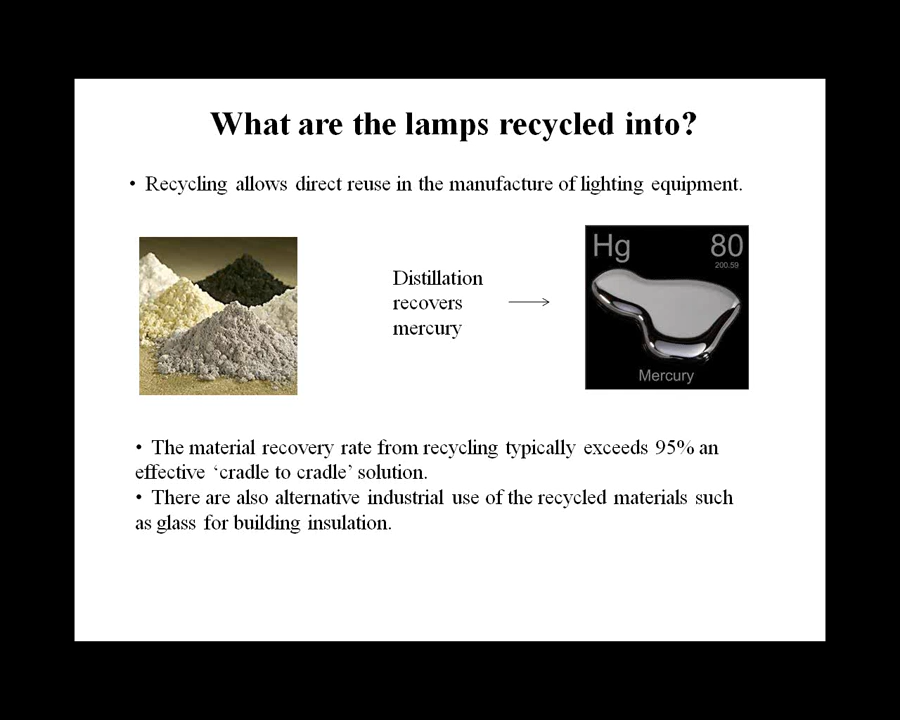 What are the lamps recycled into?
• Recycling allows direct reuse in the manufacture of lighting equipment.
Distillation
recovers
mercury
Hg 80
200.59
Mercury
• The material recovery rate from recycling typically exceeds 95% an
effective ‘cradle to cradle’ solution.
• There are also alternative industrial use of the recycled materials such
as glass for building insulation.